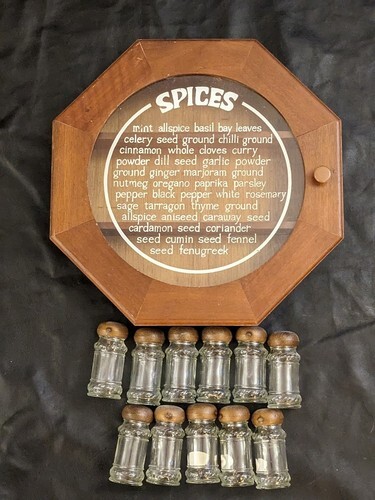 SPICES
mint allspice basil bay leaves
celery seed ground chilli ground
cinnamon whole cloves curry
powder dill seed garlic powder
ground ginger marjoram ground
nutmeg oregano paprika parsley
pepper black pepper white rosemary
sage tarragon thyme ground
allspice aniseed caraway seed
cardamon seed coriander
seed cumin seed fennel
seed fenugreek